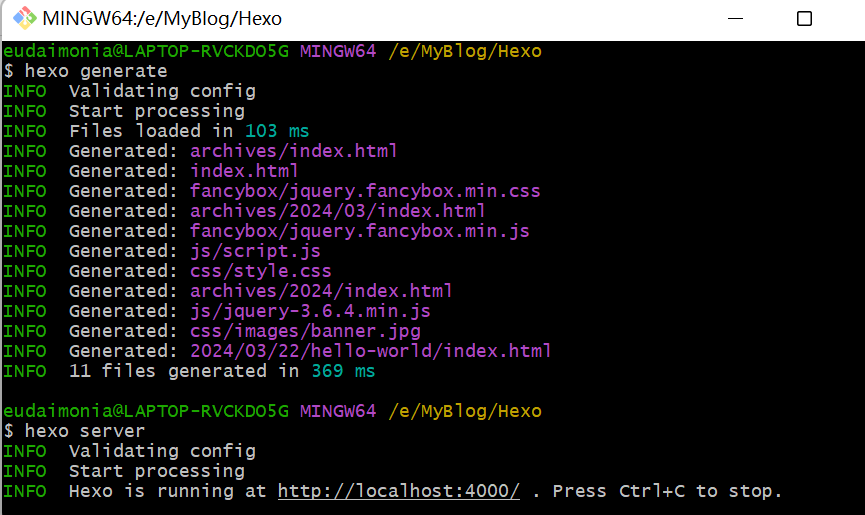 MINGW64:/e/MyBlog/Hexo
eudaimonia@LAPTOP-RVCKDO5G MINGW64 /e/MyBlog/Hexo
$ hexo generate
INFO  Validating config
INFO  Start processing
INFO  Files loaded in 103 ms
INFO  Generated: archives/index.html
INFO  Generated: index.html
INFO  Generated: fancybox/jquery.fancybox.min.css
INFO  Generated: archives/2024/03/index.html
INFO  Generated: fancybox/jquery.fancybox.min.js
INFO  Generated: js/script.js
INFO  Generated: css/style.css
INFO  Generated: archives/2024/index.html
INFO  Generated: js/jquery-3.6.4.min.js
INFO  Generated: css/images/banner.jpg
INFO  Generated: 2024/03/22/hello-world/index.html
INFO  11 files generated in 369 ms
eudaimonia@LAPTOP-RVCKDO5G MINGW64 /e/MyBlog/Hexo
$ hexo server
INFO  Validating config
INFO  Start processing
INFO  Hexo is running at http://localhost:4000/ . Press Ctrl+C to stop.